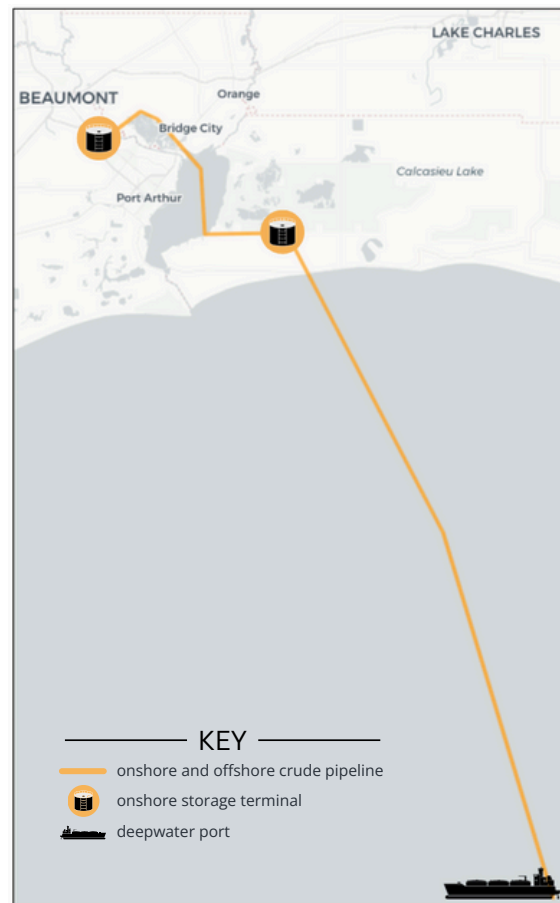 LAKE CHARLES
BEAUMONT
Orange
Bridge City
Calcasieu Lake
Port Arthur
KEY
onshore and offshore crude pipeline
onshore storage terminal
deepwater port